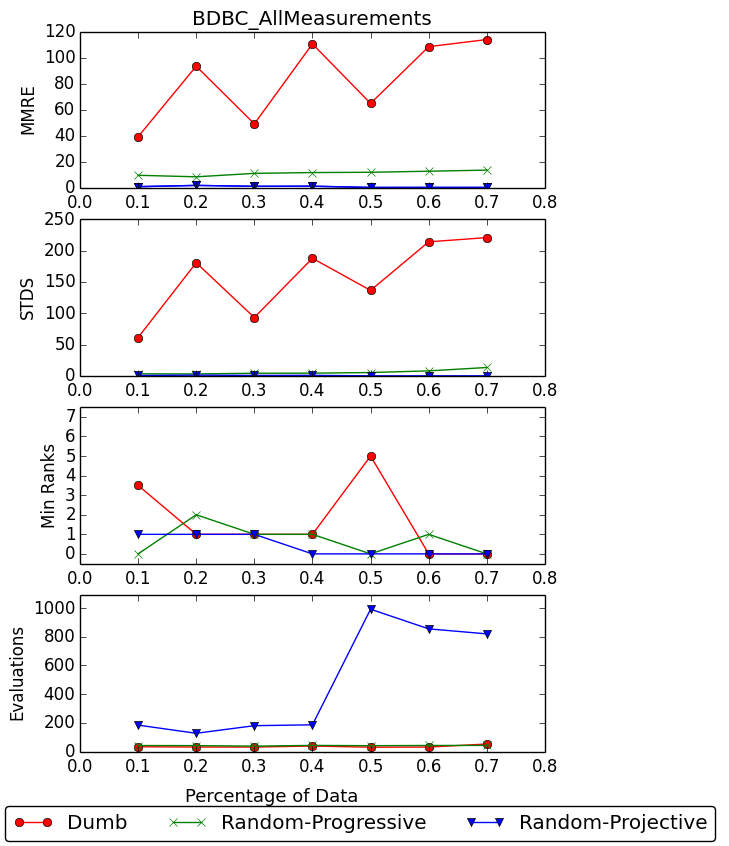 BDBC_AllMeasurements
120
100
80
60
40
20
0
MMRE
0.0 0.1 0.2 0.3 0.4 0.5 0.6 0.7 0.8
250
200
150
100
50
0
STDS
0.0 0.1 0.2 0.3 0.4 0.5 0.6 0.7 0.8
7
6
5
4
3
2
1
0
Min Ranks
0.0 0.1 0.2 0.3 0.4 0.5 0.6 0.7 0.8
1000
800
600
400
200
0
Evaluations
0.0 0.1 0.2 0.3 0.4 0.5 0.6 0.7 0.8
Percentage of Data
Dumb Random-Progressive Random-Projective